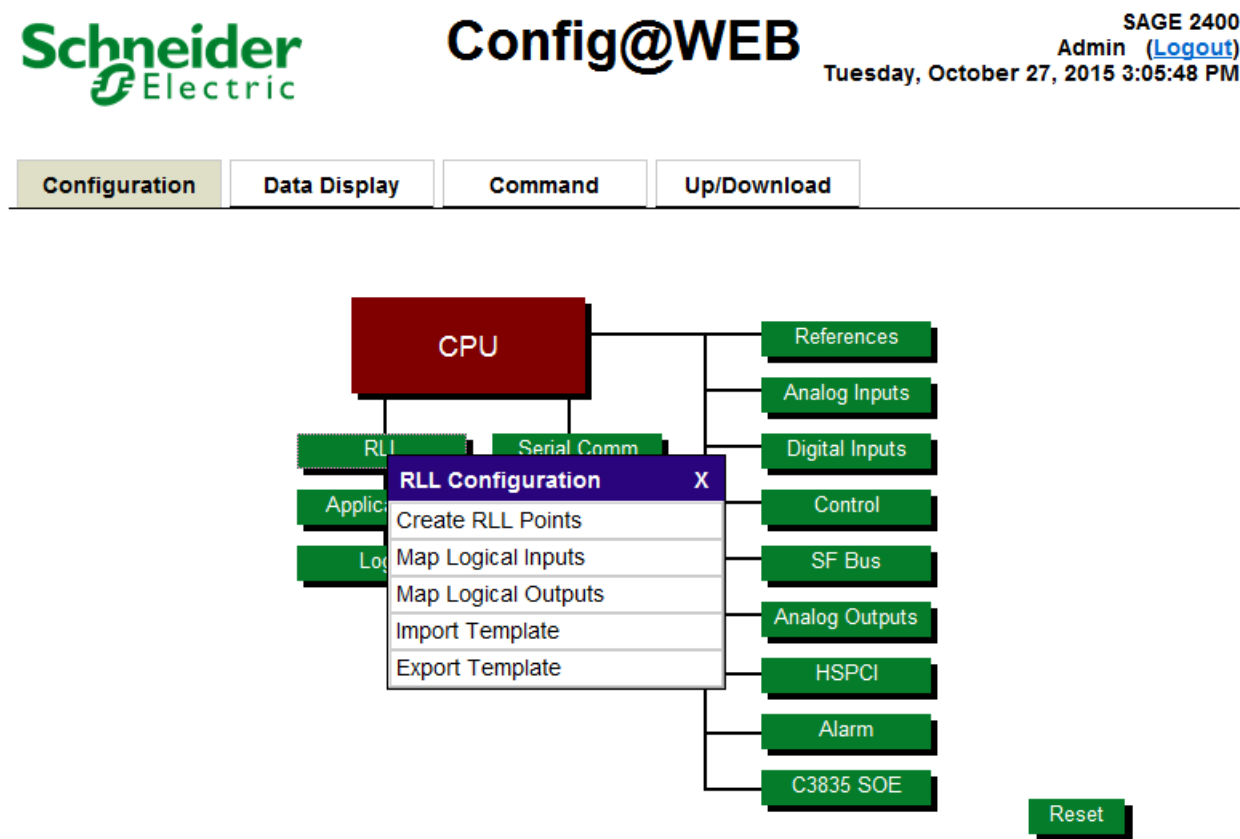 Schneider
Electric
Config@WEB
SAGE 2400
Admin (Logout)
Tuesday, October 27, 2015 3:05:48 PM
Configuration
Data Display
Command
Up/Download
CPU
RLL
Serial Comm
RLL Configuration X
Create RLL Points
Map Logical Inputs
Map Logical Outputs
Import Template
Export Template
References
Analog Inputs
Digital Inputs
Control
SF Bus
Analog Outputs
HSPCI
Alarm
C3835 SOE
Reset